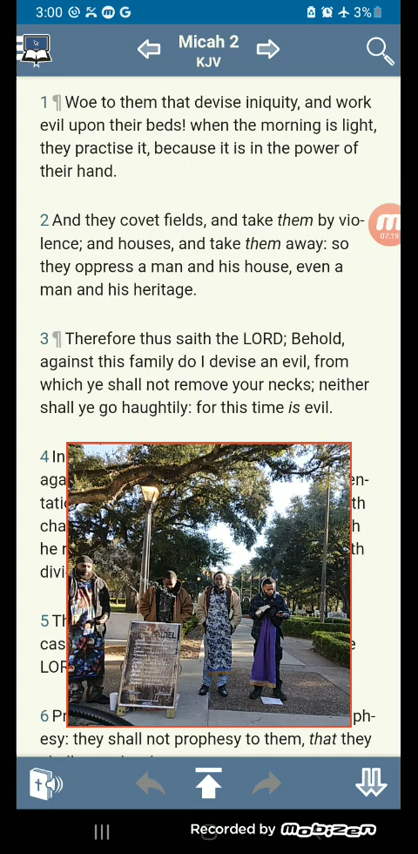 3:00
3%
Micah 2
KJV
1 ¶ Woe to them that devise iniquity, and work
evil upon their beds! when the morning is light,
they practise it, because it is in the power of
their hand.
2 And they covet fields, and take them by vio-
lence; and houses, and take them away: so
they oppress a man and his house, even a
man and his heritage.
07:19
3 ¶ Therefore thus saith the LORD; Behold,
against this family do I devise an evil, from
which ye shall not remove your necks; neither
shall ye go haughtily: for this time is evil.
4 In
aga en-
tati th
cha h
he r th
divi
5 Th
cas e
LOR
6 Pr ph-
esy: they shall not prophesy to them, that they
Recorded by mobizen